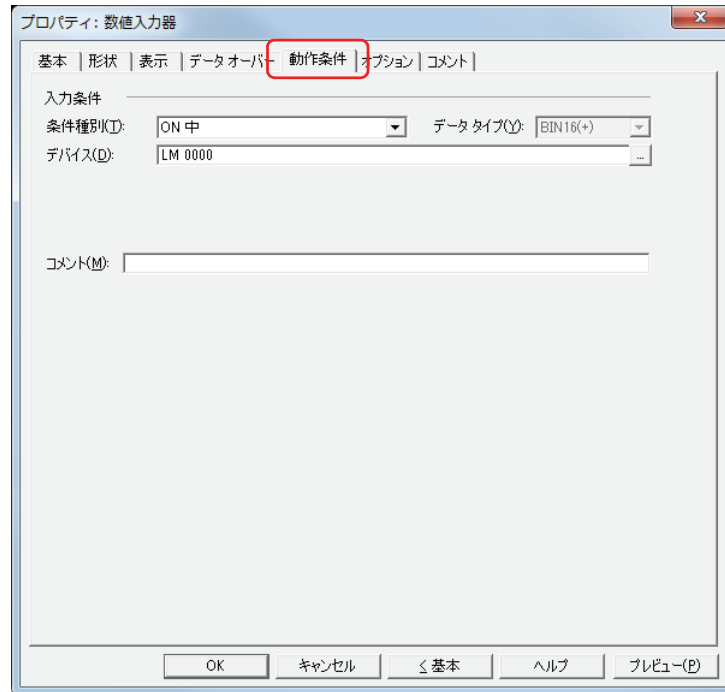 プロパティ: 数値入力器
基本 形状 表示 データ オーバー 動作条件 オプション コメント
入力条件
条件種別(T): ON 中 データ タイプ(Y): BIN16(+)
デバイス(D): LM 0000 ...
コメント(M):
OK キャンセル < 基本 ヘルプ プレビュー(P)